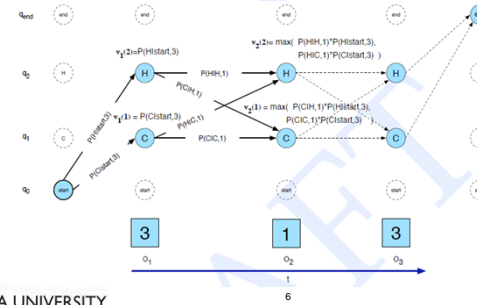 q_end end end end end
v_2(2)= max( P(H|H,1)*P(H|start,3),
P(H|C,1)*P(C|start,3) )
v_1(2)=P(H|start,3)
q_2 H H P(H|H,1) H H
P(C|H,1)
v_2(1) = max( P(C|H,1)*P(H|start,3),
P(C|C,1)*P(C|start,3) )
v_1(1) = P(C|start,3)
P(H|C,1)
P(H|start,3)
q_1 C C P(C|C,1) C C
P(C|start,3)
q_0 start start start start
3 1 3
o_1 o_2 o_3
t
A UNIVERSITY
6
AFT